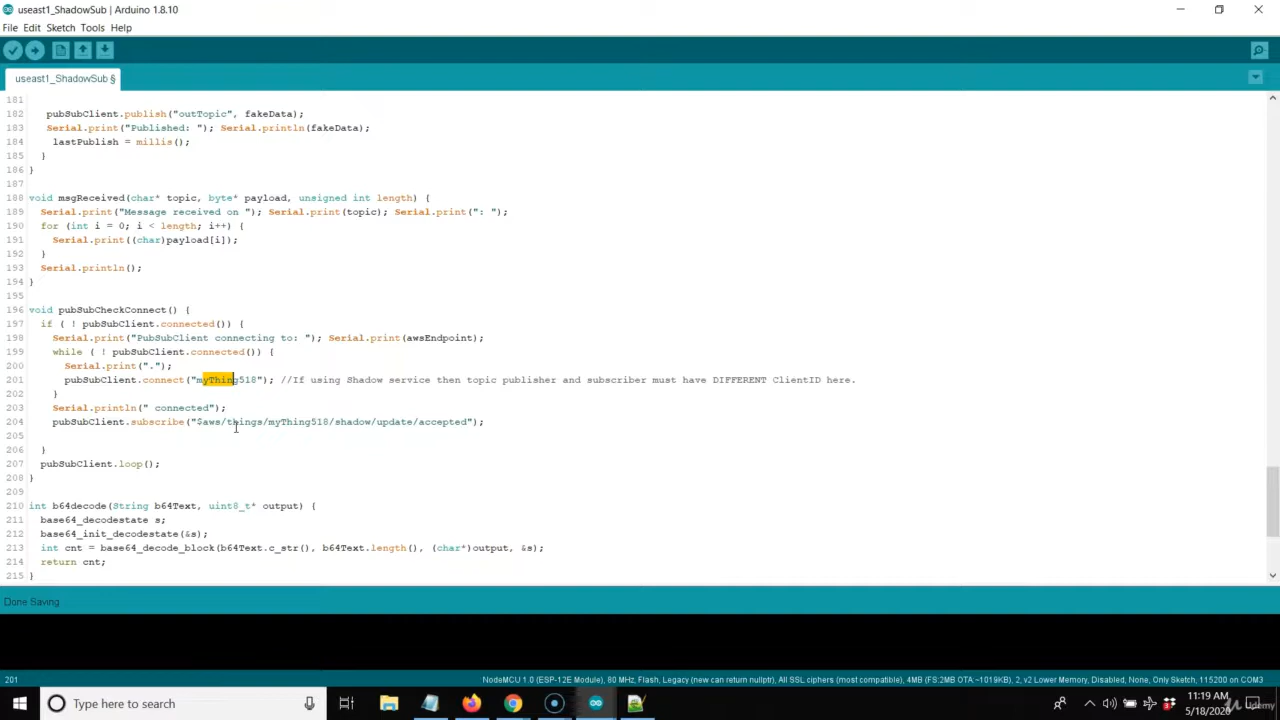 useast1_ShadowSub | Arduino 1.8.10
File Edit Sketch Tools Help
useast1_ShadowSub §
181
182 pubSubClient.publish("outTopic", fakeData);
183 Serial.print("Published: "); Serial.println(fakeData);
184 lastPublish = millis();
185 }
186 }
187
188 void msgReceived(char* topic, byte* payload, unsigned int length) {
189 Serial.print("Message received on "); Serial.print(topic); Serial.print(": ");
190 for (int i = 0; i < length; i++) {
191 Serial.print((char)payload[i]);
192 }
193 Serial.println();
194 }
195
196 void pubSubCheckConnect() {
197 if ( ! pubSubClient.connected()) {
198 Serial.print("PubSubClient connecting to: "); Serial.print(awsEndpoint);
199 while ( ! pubSubClient.connected()) {
200 Serial.print(".");
201 pubSubClient.connect("myThing518"); //If using Shadow service then topic publisher and subscriber must have DIFFERENT ClientID here.
202 }
203 Serial.println(" connected");
204 pubSubClient.subscribe("$aws/things/myThing518/shadow/update/accepted");
205
206 }
207 pubSubClient.loop();
208 }
209
210 int b64decode(String b64Text, uint8_t* output) {
211 base64_decodestate s;
212 base64_init_decodestate(&s);
213 int cnt = base64_decode_block(b64Text.c_str(), b64Text.length(), (char*)output, &s);
214 return cnt;
215 }
Done Saving
201 NodeMCU 1.0 (ESP-12E Module), 80 MHz, Flash, Legacy (new can return nullptr), All SSL ciphers (most compatible), 4MB (FS:2MB OTA:~1019KB), 2, v2 Lower Memory, Disabled, None, Only Sketch, 115200 on COM3
Type here to search
11:19 AM
5/18/2020
Udemy